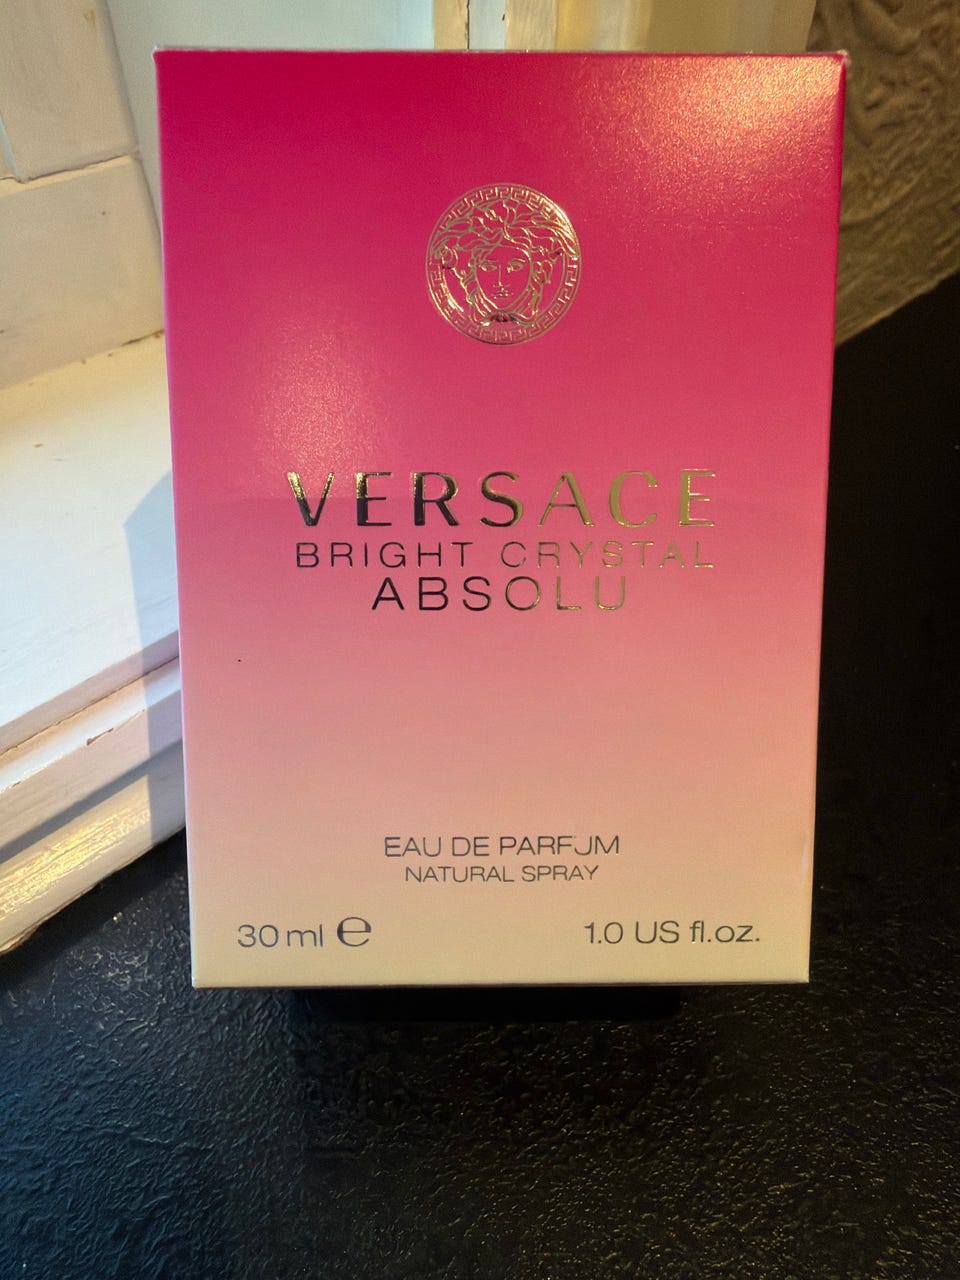 VERSACE
BRIGHT CRYSTAL
ABSOLU
EAU DE PARFUM
NATURAL SPRAY
30 ml ℮
1.0 US fl.oz.